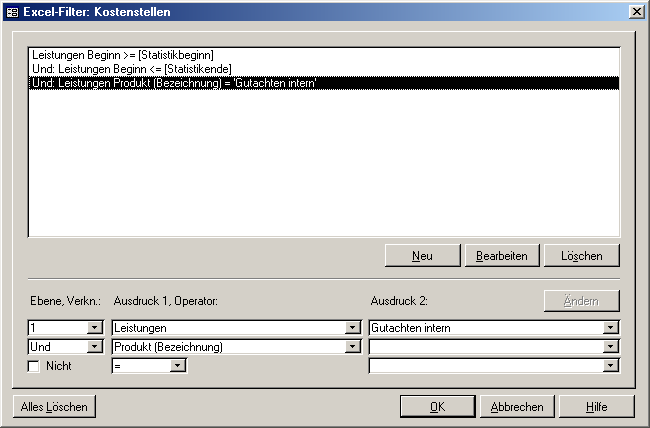 Excel-Filter: Kostenstellen
Leistungen Beginn >= [Statistikbeginn]
Und: Leistungen Beginn <= [Statistikende]
Und: Leistungen Produkt (Bezeichnung) = 'Gutachten intern'
Neu Bearbeiten Löschen
Ebene, Verkn.: Ausdruck 1, Operator: Ausdruck 2: Ändern
1 Leistungen Gutachten intern
Und Produkt (Bezeichnung)
Nicht =
Alles Löschen OK Abbrechen Hilfe